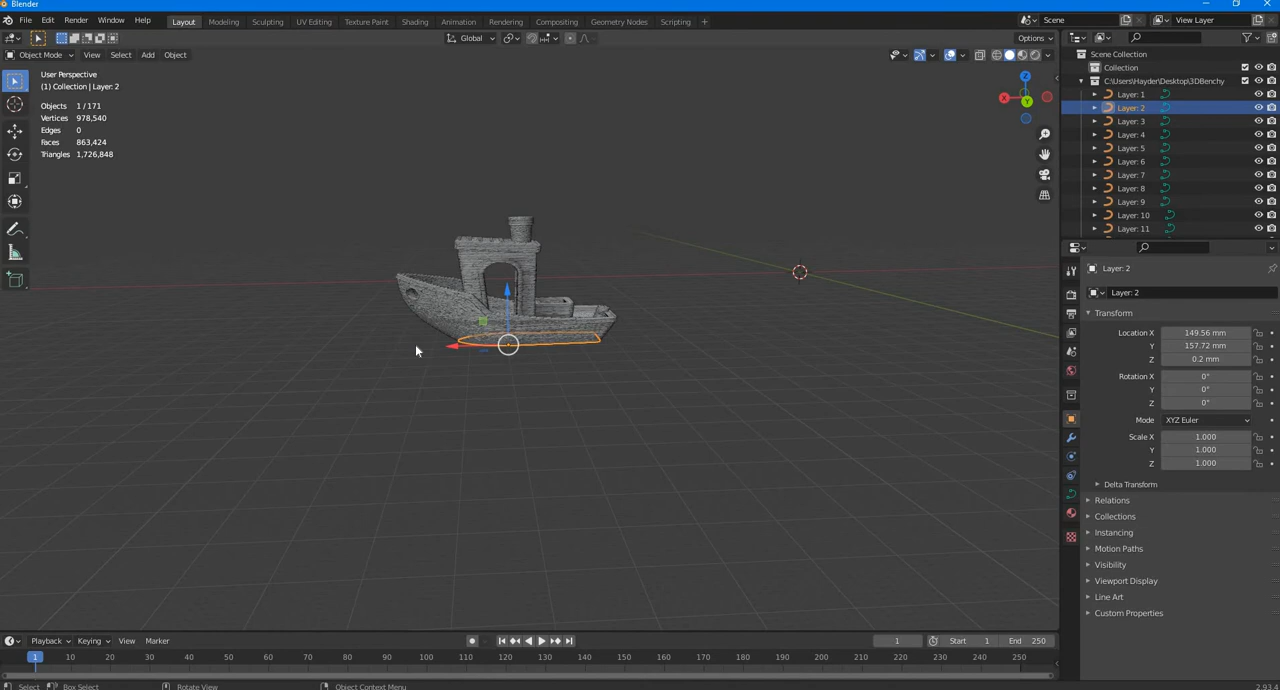 Blender
File Edit Render Window Help Layout Modeling Sculpting UV Editing Texture Paint Shading Animation Rendering Compositing Geometry Nodes Scripting + Scene View Layer
Global Options
Object Mode View Select Add Object
User Perspective
(1) Collection | Layer: 2
Objects 1 / 171
Vertices 978,540
Edges 0
Faces 863,424
Triangles 1,726,848
Z
X
Y
Scene Collection
Collection
C:\Users\Hayder\Desktop\3DBenchy
Layer: 1
Layer: 2
Layer: 3
Layer: 4
Layer: 5
Layer: 6
Layer: 7
Layer: 8
Layer: 9
Layer: 10
Layer: 11
Layer: 2
Layer: 2
Transform
Location X 149.56 mm
Y 157.72 mm
Z 0.2 mm
Rotation X 0°
Y 0°
Z 0°
Mode XYZ Euler
Scale X 1.000
Y 1.000
Z 1.000
Delta Transform
Relations
Collections
Instancing
Motion Paths
Visibility
Viewport Display
Line Art
Custom Properties
Playback Keying View Marker 1 Start 1 End 250
1 10 20 30 40 50 60 70 80 90 100 110 120 130 140 150 160 170 180 190 200 210 220 230 240 250
Select Box Select Rotate View Object Context Menu 2.93.4